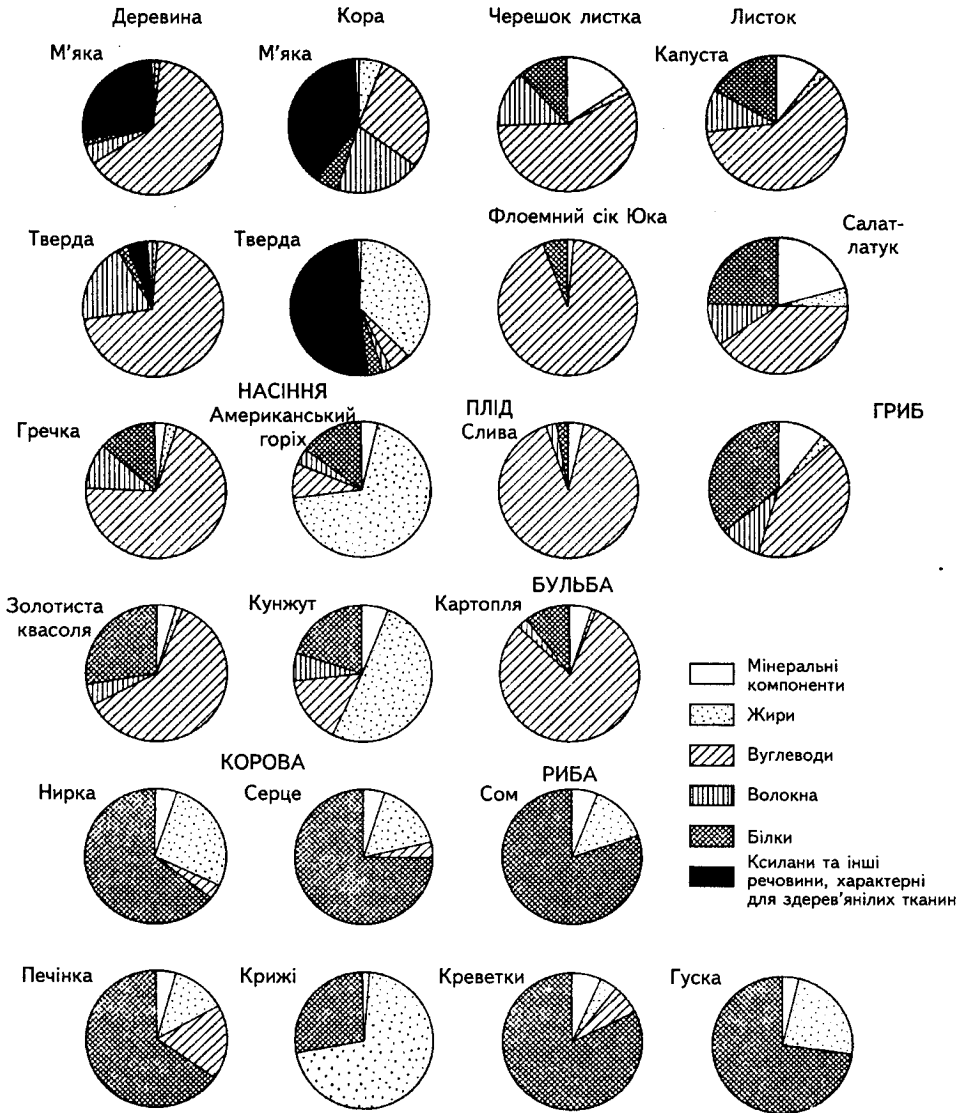 Деревина
Кора
Черешок листка
Листок
М'яка
М'яка
Капуста
Тверда
Тверда
Флоемний сік Юка
Салат-
латук
НАСІННЯ
Гречка
Американський
горіх
ПЛІД
Слива
ГРИБ
Золотиста
квасоля
Кунжут
БУЛЬБА
Картопля
Мінеральні
компоненти
Жири
Вуглеводи
Волокна
Білки
Ксилани та інші
речовини, характерні
для здерев'янілих тканин
КОРОВА
Нирка
Серце
РИБА
Сом
Печінка
Крижі
Креветки
Гуска